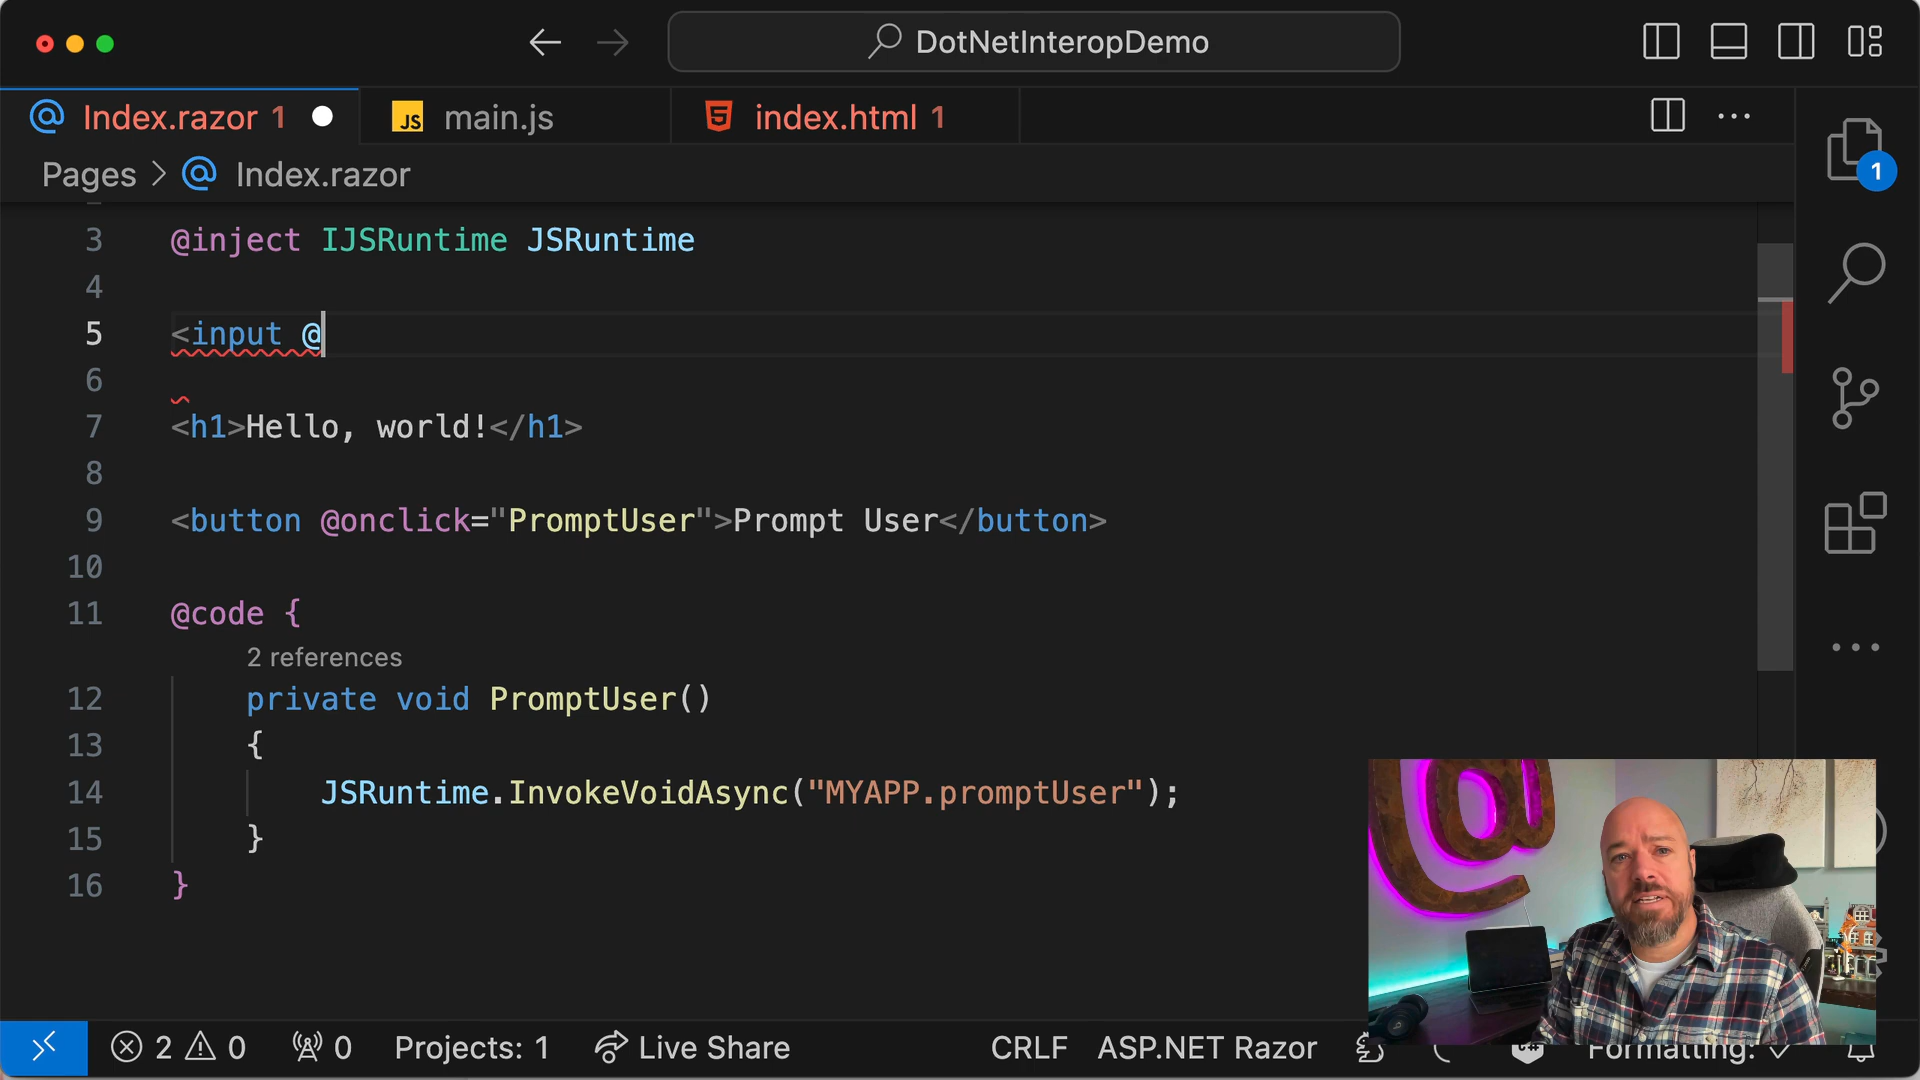 DotNetInteropDemo
Index.razor 1
JS main.js
index.html 1
Pages > Index.razor
1
3 @inject IJSRuntime JSRuntime
4
5 <input @
6
7 <h1>Hello, world!</h1>
8
9 <button @onclick="PromptUser">Prompt User</button>
10
11 @code {
2 references
12 private void PromptUser()
13 {
14 JSRuntime.InvokeVoidAsync("MYAPP.promptUser");
15 }
16 }
2 0 0 Projects: 1 Live Share CRLF ASP.NET Razor C# Formatting: